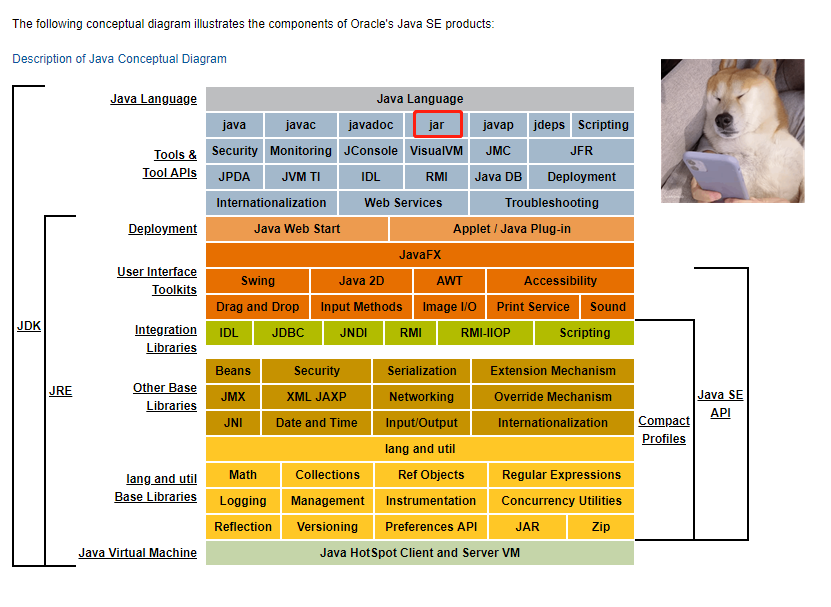 The following conceptual diagram illustrates the components of Oracle's Java SE products:
Description of Java Conceptual Diagram
Java Language
Java Language
java javac javadoc jar javap jdeps Scripting
Tools &
Tool APIs
Security Monitoring JConsole VisualVM JMC JFR
JPDA JVM TI IDL RMI Java DB Deployment
Internationalization Web Services Troubleshooting
Deployment
Java Web Start Applet / Java Plug-in
User Interface
Toolkits
JavaFX
Swing Java 2D AWT Accessibility
Drag and Drop Input Methods Image I/O Print Service Sound
Integration
Libraries
IDL JDBC JNDI RMI RMI-IIOP Scripting
Other Base
Libraries
Beans Security Serialization Extension Mechanism
JMX XML JAXP Networking Override Mechanism
JNI Date and Time Input/Output Internationalization
lang and util
Base Libraries
lang and util
Math Collections Ref Objects Regular Expressions
Logging Management Instrumentation Concurrency Utilities
Reflection Versioning Preferences API JAR Zip
Java Virtual Machine
Java HotSpot Client and Server VM
JDK
JRE
Compact
Profiles
Java SE
API